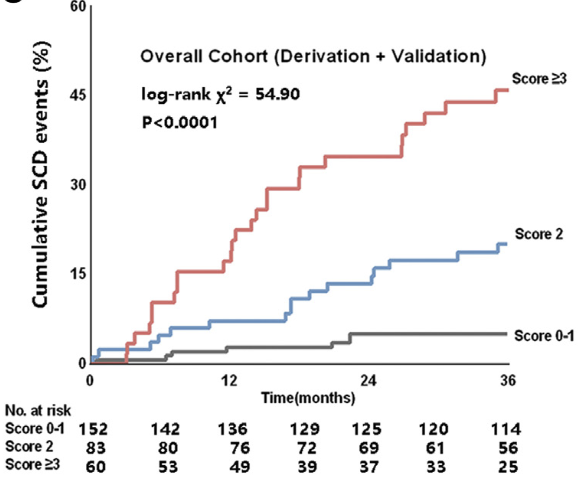 60
Overall Cohort (Derivation + Validation)
Score ≥3
log-rank χ² = 54.90
P<0.0001
45
30
15
0
Cumulative SCD events (%)
Score 2
Score 0-1
0 12 24 36
Time(months)
No. at risk
Score 0-1 152 142 136 129 125 120 114
Score 2 83 80 76 72 69 61 56
Score ≥3 60 53 49 39 37 33 25